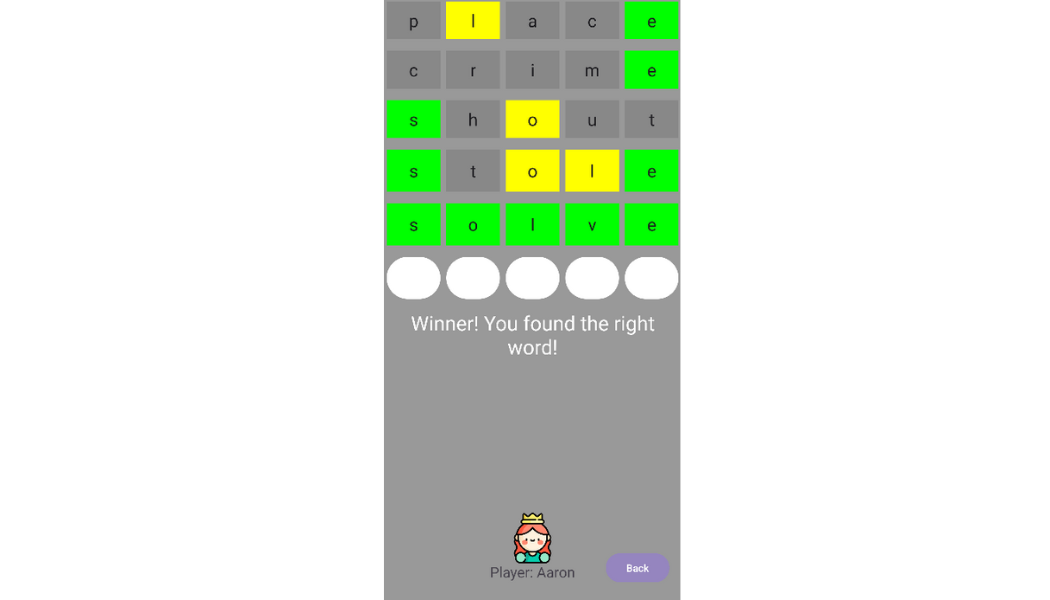 p l a c e
c r i m e
s h o u t
s t o l e
s o l v e
Winner! You found the right
word!
Player: Aaron
Back